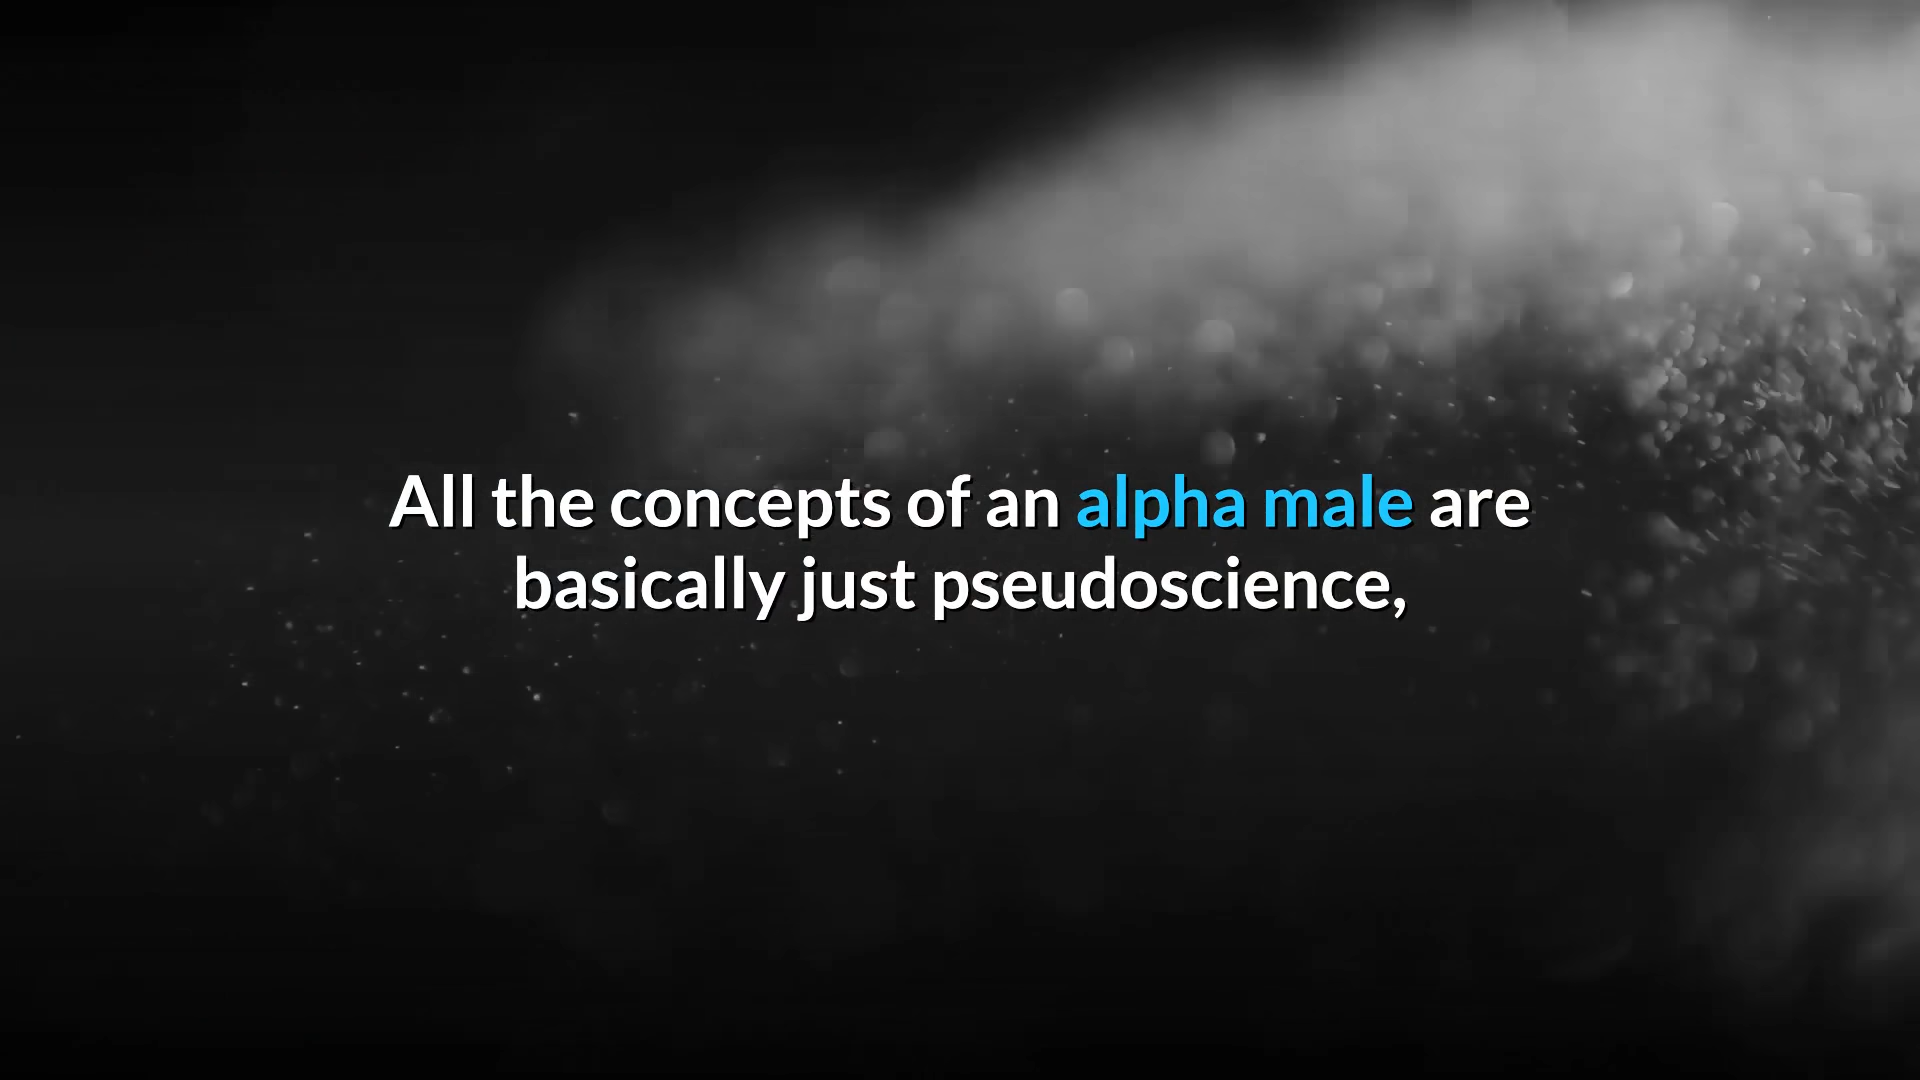 All the concepts of an alpha male are
basically just pseudoscience,